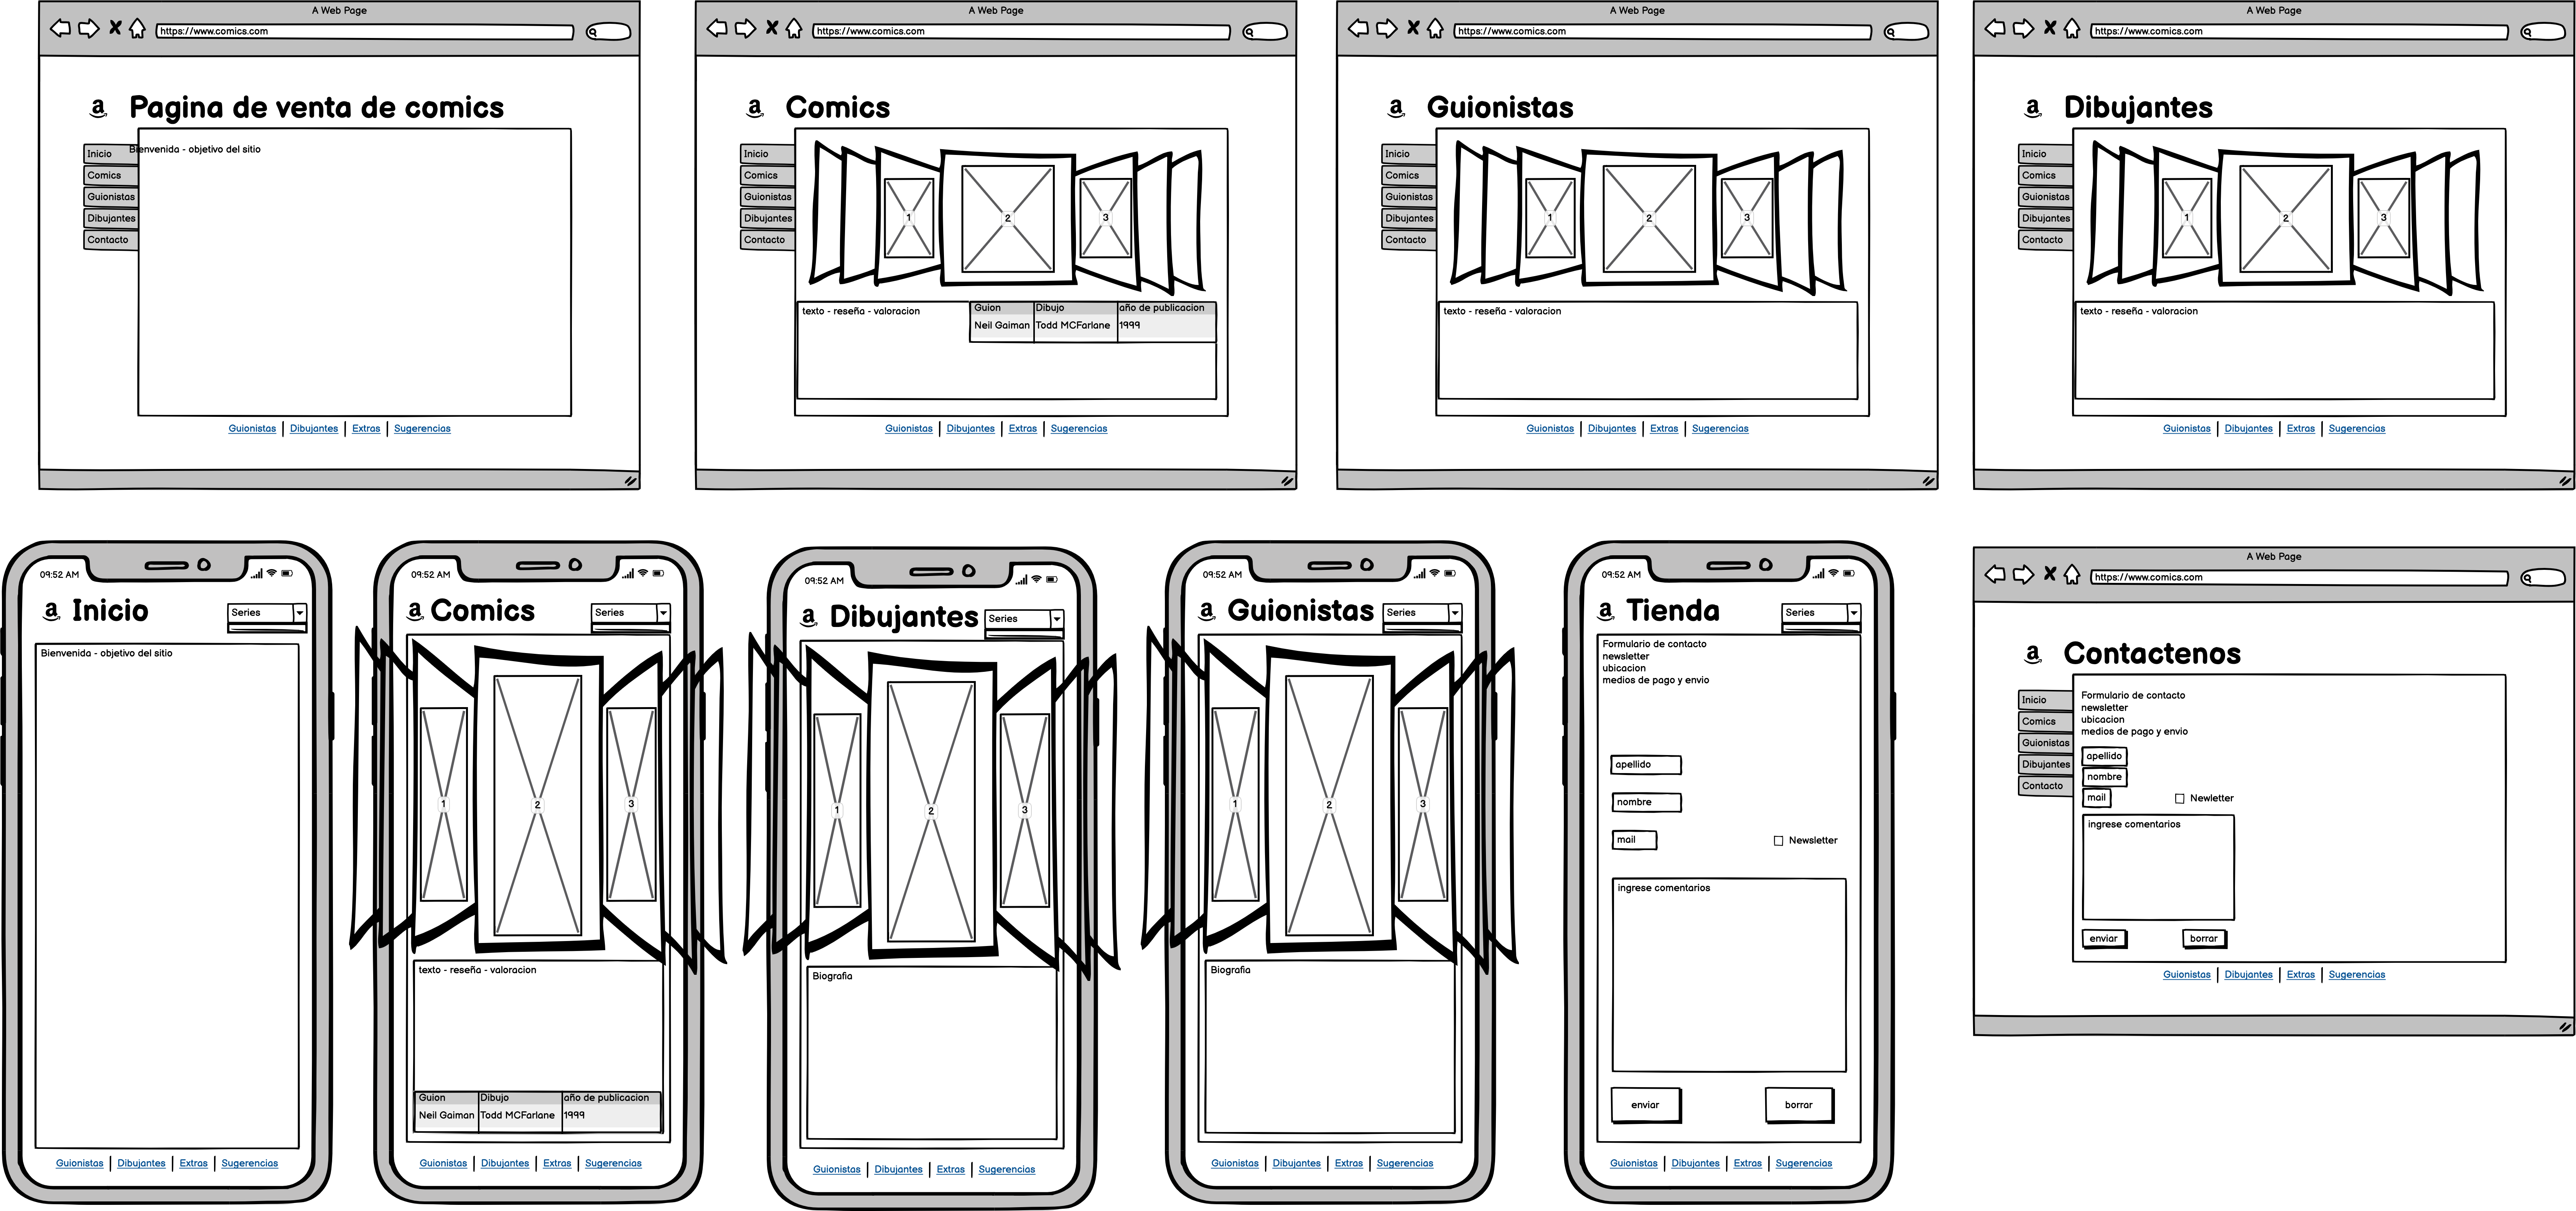 A Web Page
https://www.comics.com
a Pagina de venta de comics
Bienvenida - objetivo del sitio
Inicio
Comics
Guionistas
Dibujantes
Contacto
Guionistas | Dibujantes | Extras | Sugerencias
A Web Page
https://www.comics.com
a Comics
Inicio
Comics
Guionistas
Dibujantes
Contacto
1 2 3
texto - reseña - valoracion
Guion Dibujo año de publicacion
Neil Gaiman Todd MCFarlane 1999
Guionistas | Dibujantes | Extras | Sugerencias
A Web Page
https://www.comics.com
a Guionistas
Inicio
Comics
Guionistas
Dibujantes
Contacto
1 2 3
texto - reseña - valoracion
Guionistas | Dibujantes | Extras | Sugerencias
A Web Page
https://www.comics.com
a Dibujantes
Inicio
Comics
Guionistas
Dibujantes
Contacto
1 2 3
texto - reseña - valoracion
Guionistas | Dibujantes | Extras | Sugerencias
09:52 AM
a Inicio
Series
Bienvenida - objetivo del sitio
Guionistas | Dibujantes | Extras | Sugerencias
09:52 AM
a Comics
Series
1 2 3
texto - reseña - valoracion
Guion Dibujo año de publicacion
Neil Gaiman Todd MCFarlane 1999
Guionistas | Dibujantes | Extras | Sugerencias
09:52 AM
a Dibujantes
Series
1 2 3
Biografia
Guionistas | Dibujantes | Extras | Sugerencias
09:52 AM
a Guionistas
Series
1 2 3
Biografia
Guionistas | Dibujantes | Extras | Sugerencias
09:52 AM
a Tienda
Series
Formulario de contacto
newsletter
ubicacion
medios de pago y envio
apellido
nombre
mail
Newsletter
ingrese comentarios
enviar
borrar
Guionistas | Dibujantes | Extras | Sugerencias
A Web Page
https://www.comics.com
a Contactenos
Inicio
Comics
Guionistas
Dibujantes
Contacto
Formulario de contacto
newsletter
ubicacion
medios de pago y envio
apellido
nombre
mail
Newletter
ingrese comentarios
enviar
borrar
Guionistas | Dibujantes | Extras | Sugerencias